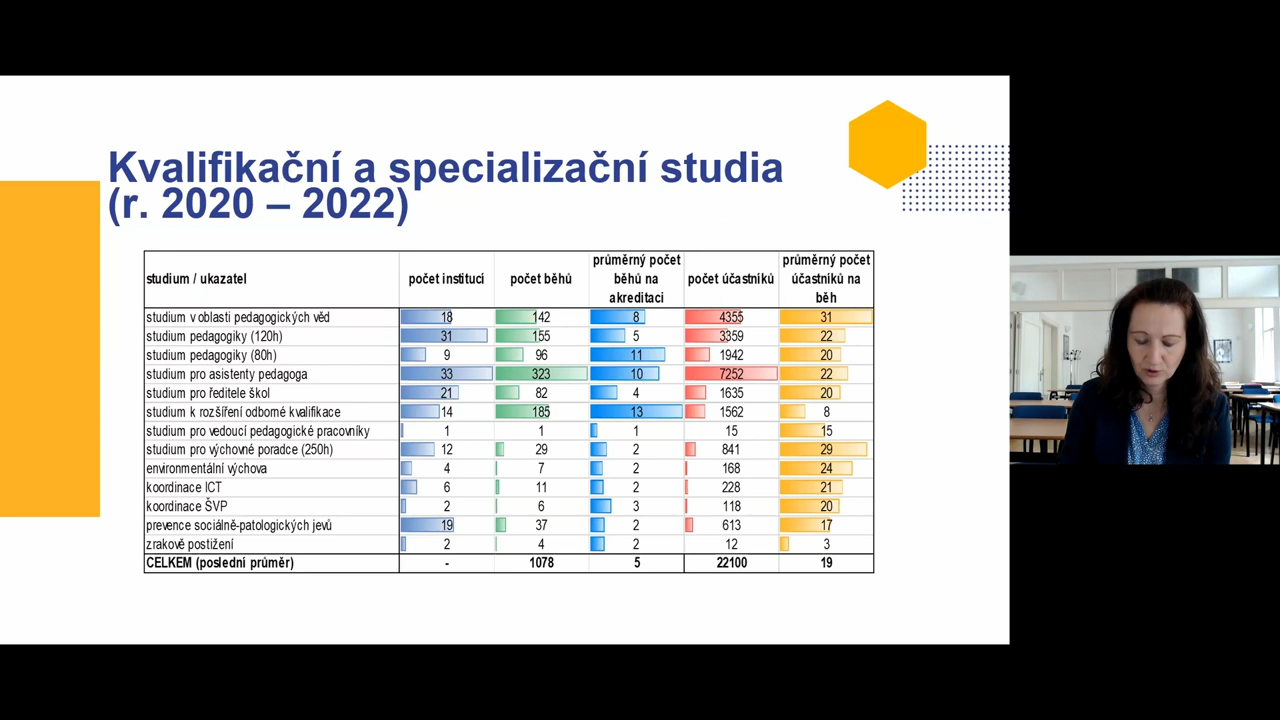 Kvalifikační a specializační studia
(r. 2020 – 2022)
studium / ukazatel počet institucí počet běhů průměrný počet běhů na akreditaci počet účastníků průměrný počet účastníků na běh
studium v oblasti pedagogických věd 18 142 8 4355 31
studium pedagogiky (120h) 31 155 5 3359 22
studium pedagogiky (80h) 9 96 11 1942 20
studium pro asistenty pedagoga 33 323 10 7252 22
studium pro ředitele škol 21 82 4 1635 20
studium k rozšíření odborné kvalifikace 14 185 13 1562 8
studium pro vedoucí pedagogické pracovníky 1 1 1 15 15
studium pro výchovné poradce (250h) 12 29 2 841 29
environmentální výchova 4 7 2 168 24
koordinace ICT 6 11 2 228 21
koordinace ŠVP 2 6 3 118 20
prevence sociálně-patologických jevů 19 37 2 613 17
zrakově postižení 2 4 2 12 3
CELKEM (poslední průměr) - 1078 5 22100 19